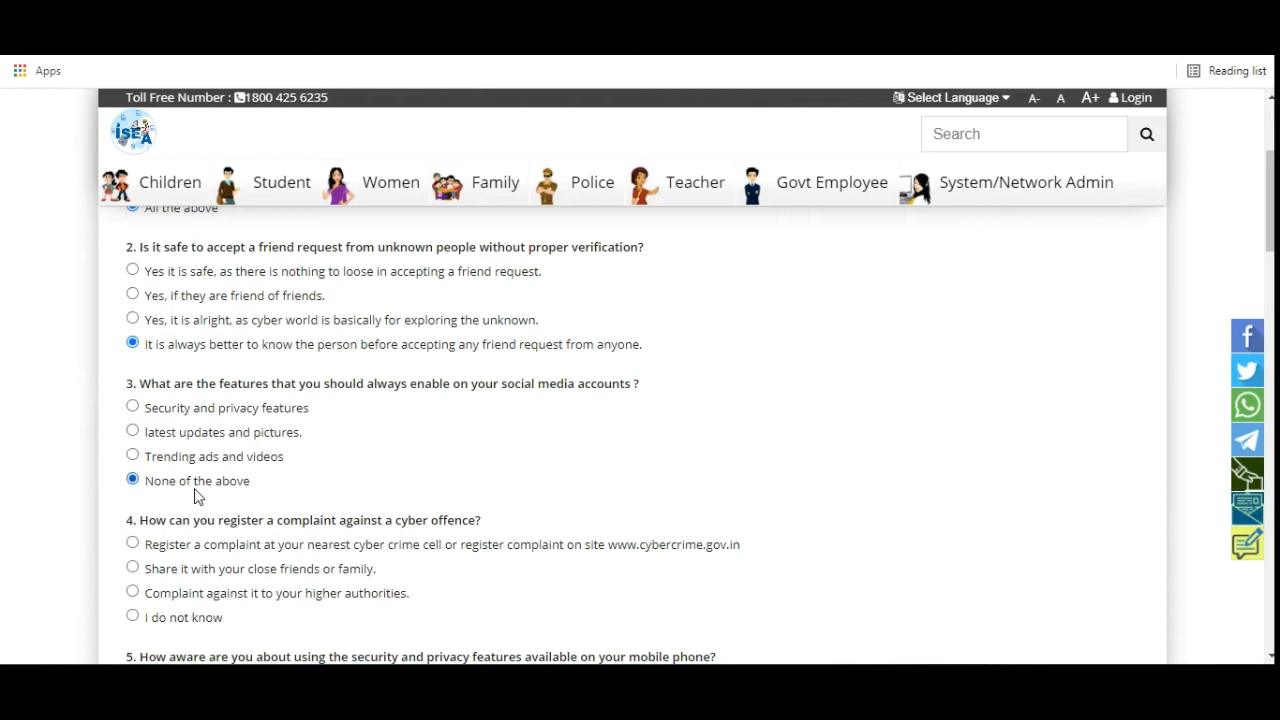 Apps
Reading list
Toll Free Number : 1800 425 6235
Select Language
A-
A
A+
Login
ISEA
Search
Children
Student
Women
Family
Police
Teacher
Govt Employee
System/Network Admin
All the above
2. Is it safe to accept a friend request from unknown people without proper verification?
Yes it is safe, as there is nothing to loose in accepting a friend request.
Yes, if they are friend of friends.
Yes, it is alright, as cyber world is basically for exploring the unknown.
It is always better to know the person before accepting any friend request from anyone.
3. What are the features that you should always enable on your social media accounts ?
Security and privacy features
latest updates and pictures.
Trending ads and videos
None of the above
4. How can you register a complaint against a cyber offence?
Register a complaint at your nearest cyber crime cell or register complaint on site www.cybercrime.gov.in
Share it with your close friends or family.
Complaint against it to your higher authorities.
I do not know
5. How aware are you about using the security and privacy features available on your mobile phone?